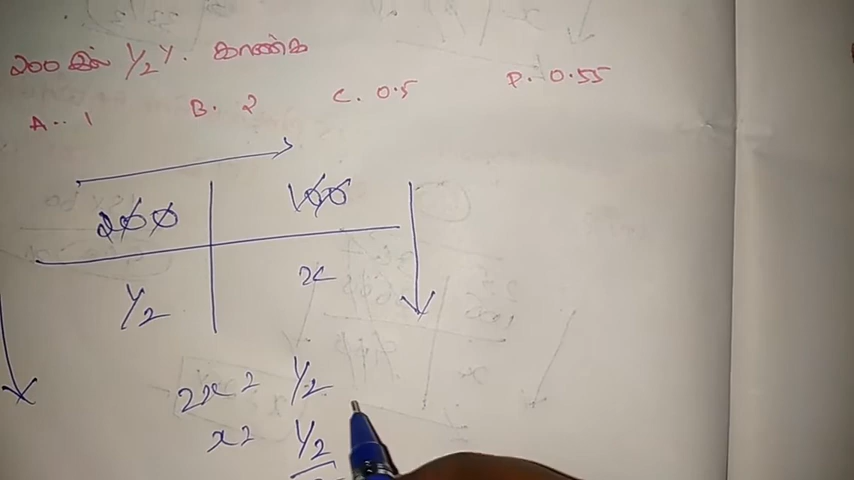 200 இல் 1/2 %. காண்க
A.. 1 B. 2 C. 0.5 D. 0.55
200 100
1/2 x
2x = 1/2
x = 1/2